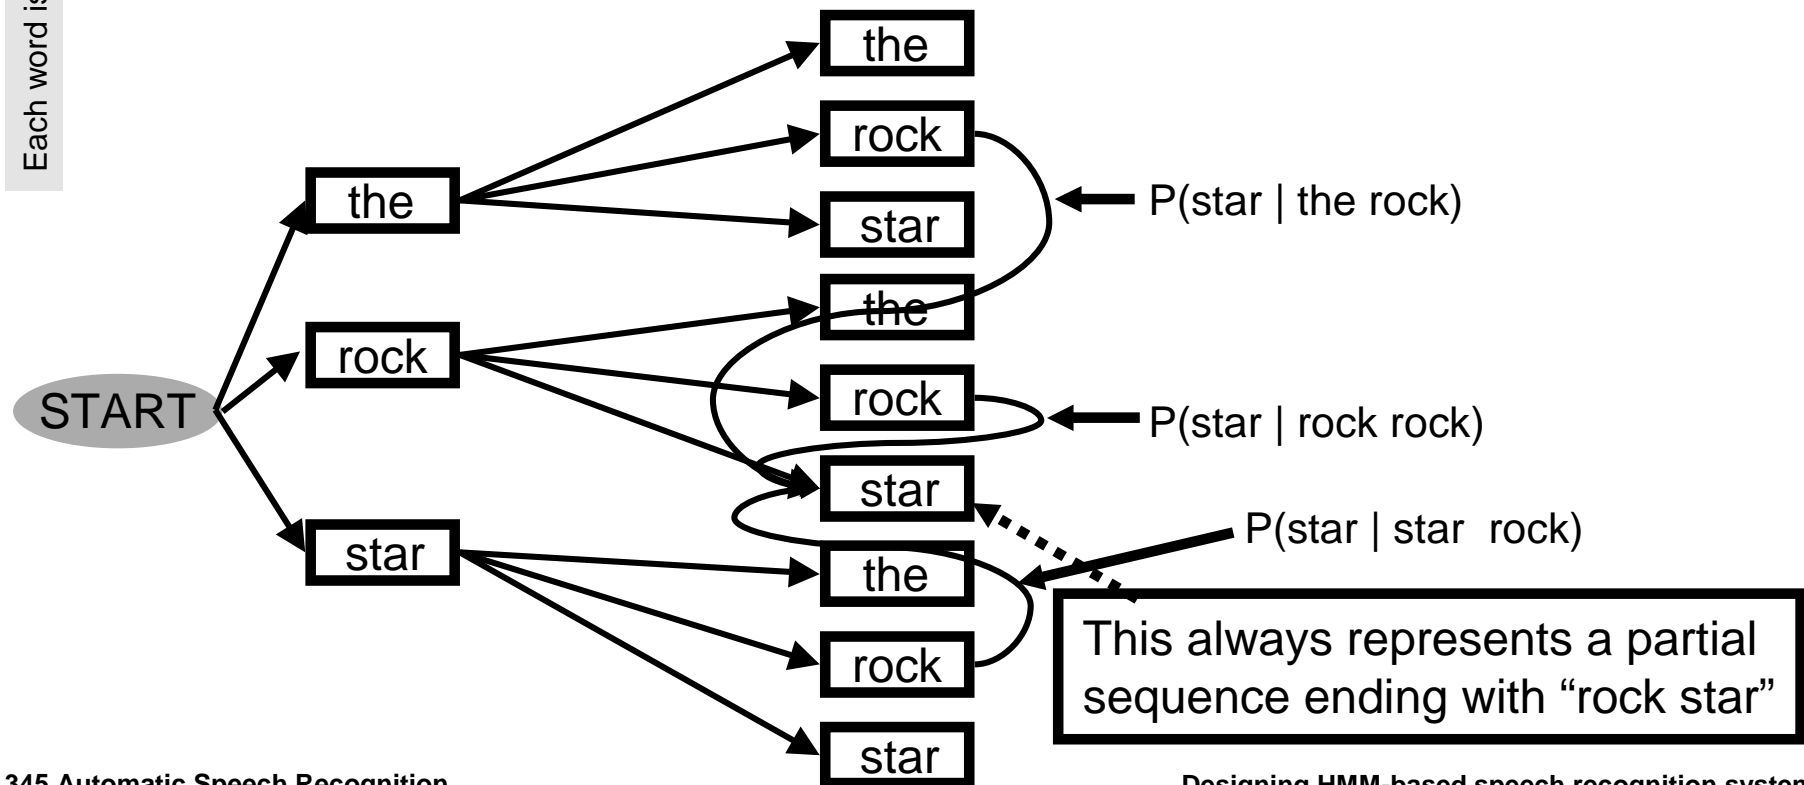 Each word is
the
rock
P(star | the rock)
the
star
the
rock
START
rock
P(star | rock rock)
star
P(star | star rock)
star
the
This always represents a partial
sequence ending with “rock star”
rock
star
345 Automatic Speech Recognition
Designing HMM-based speech recognition system